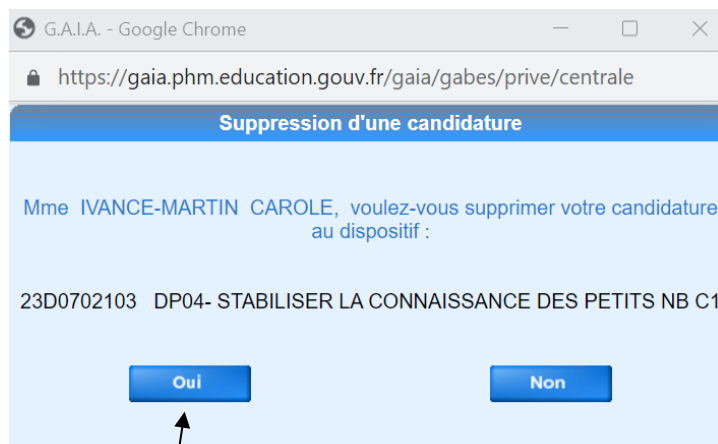 G.A.I.A. - Google Chrome
https://gaia.phm.education.gouv.fr/gaia/gabes/prive/centrale
Suppression d'une candidature
Mme IVANCE-MARTIN CAROLE, voulez-vous supprimer votre candidature
au dispositif :
23D0702103 DP04- STABILISER LA CONNAISSANCE DES PETITS NB C1
Oui Non